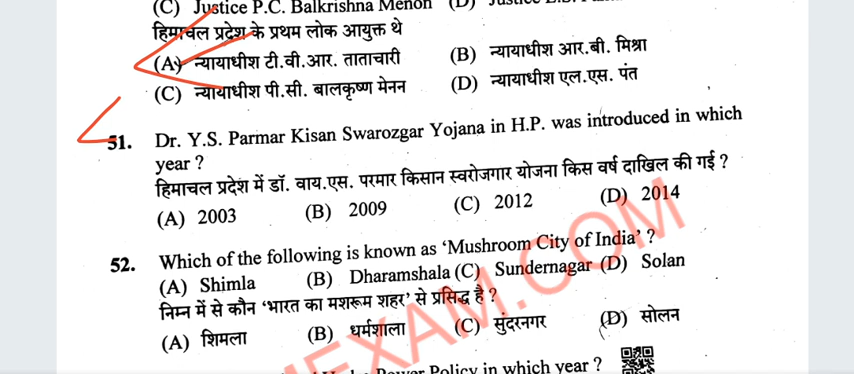 (C) Justice P.C. Balkrishna Menon (D)
हिमाचल प्रदेश के प्रथम लोक आयुक्त थे
(A) न्यायाधीश टी.वी.आर. ताताचारी (B) न्यायाधीश आर.बी. मिश्रा
(C) न्यायाधीश पी.सी. बालकृष्ण मेनन (D) न्यायाधीश एल.एस. पंत
51. Dr. Y.S. Parmar Kisan Swarozgar Yojana in H.P. was introduced in which
year ?
हिमाचल प्रदेश में डॉ. वाय.एस. परमार किसान स्वरोजगार योजना किस वर्ष दाखिल की गई ?
(A) 2003 (B) 2009 (C) 2012 (D) 2014
52. Which of the following is known as ‘Mushroom City of India’ ?
(A) Shimla (B) Dharamshala (C) Sundernagar (D) Solan
निम्न में से कौन ‘भारत का मशरूम शहर’ से प्रसिद्ध है ?
(A) शिमला (B) धर्मशाला (C) सुंदरनगर (D) सोलन
Power Policy in which year ?
EXAM.COM